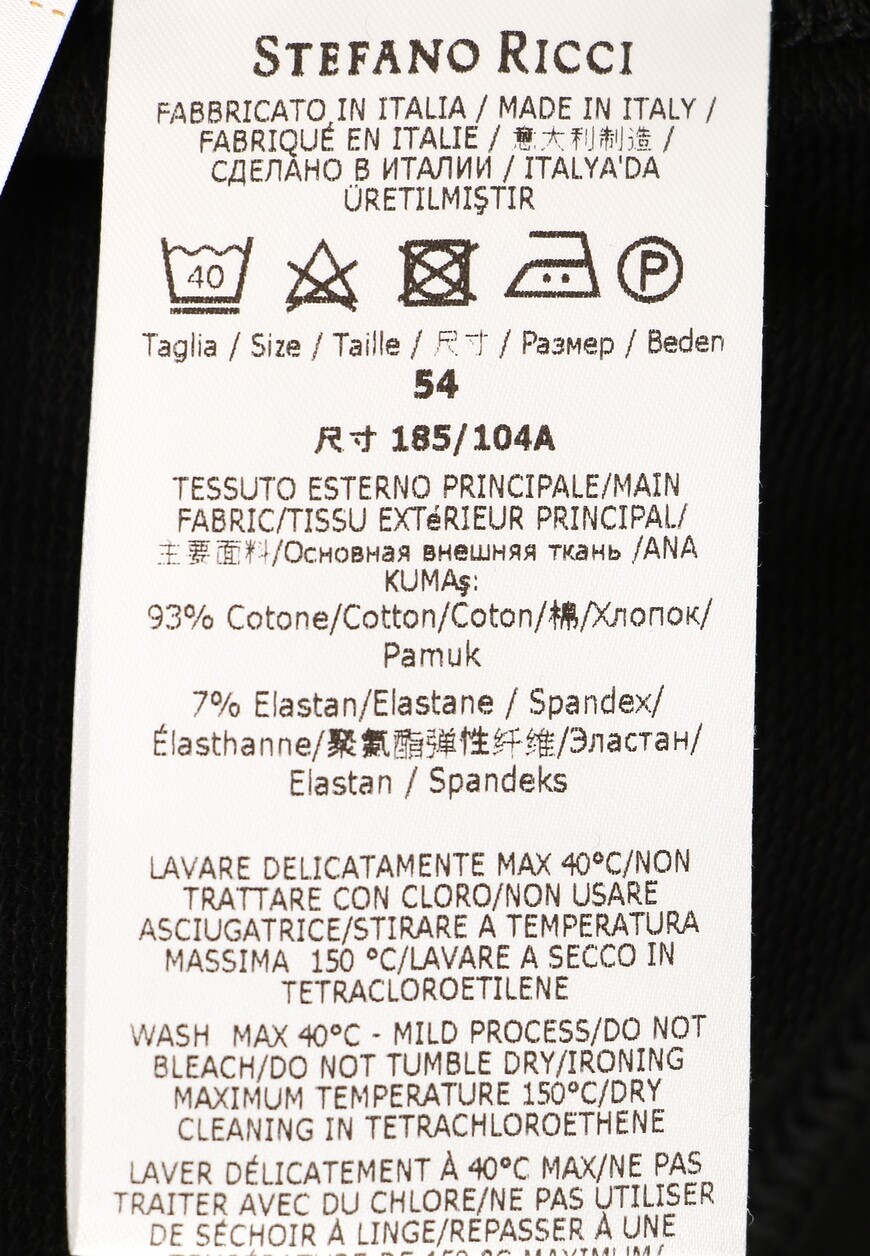 STEFANO RICCI
FABBRICATO IN ITALIA / MADE IN ITALY /
FABRIQUÉ EN ITALIE / 意大利制造 /
СДЕЛАНО В ИТАЛИИ / ITALYA'DA
ÜRETILMIŞTIR
40 P
Taglia / Size / Taille / 尺寸 / Размер / Beden
54
尺寸 185/104A
TESSUTO ESTERNO PRINCIPALE/MAIN
FABRIC/TISSU EXTéRIEUR PRINCIPAL/
主要面料/Основная внешняя ткань /ANA
KUMAş:
93% Cotone/Cotton/Coton/棉/Хлопок/
Pamuk
7% Elastan/Elastane / Spandex/
Élasthanne/聚氨酯弹性纤维/Эластан/
Elastan / Spandeks
LAVARE DELICATAMENTE MAX 40°C/NON
TRATTARE CON CLORO/NON USARE
ASCIUGATRICE/STIRARE A TEMPERATURA
MASSIMA 150 °C/LAVARE A SECCO IN
TETRACLOROETILENE
WASH MAX 40°C - MILD PROCESS/DO NOT
BLEACH/DO NOT TUMBLE DRY/IRONING
MAXIMUM TEMPERATURE 150°C/DRY
CLEANING IN TETRACHLOROETHENE
LAVER DÉLICATEMENT À 40°C MAX/NE PAS
TRAITER AVEC DU CHLORE/NE PAS UTILISER
DE SÉCHOIR À LINGE/REPASSER À UNE
TEMPÉRATURE DE 150 °C MAXIMUM/